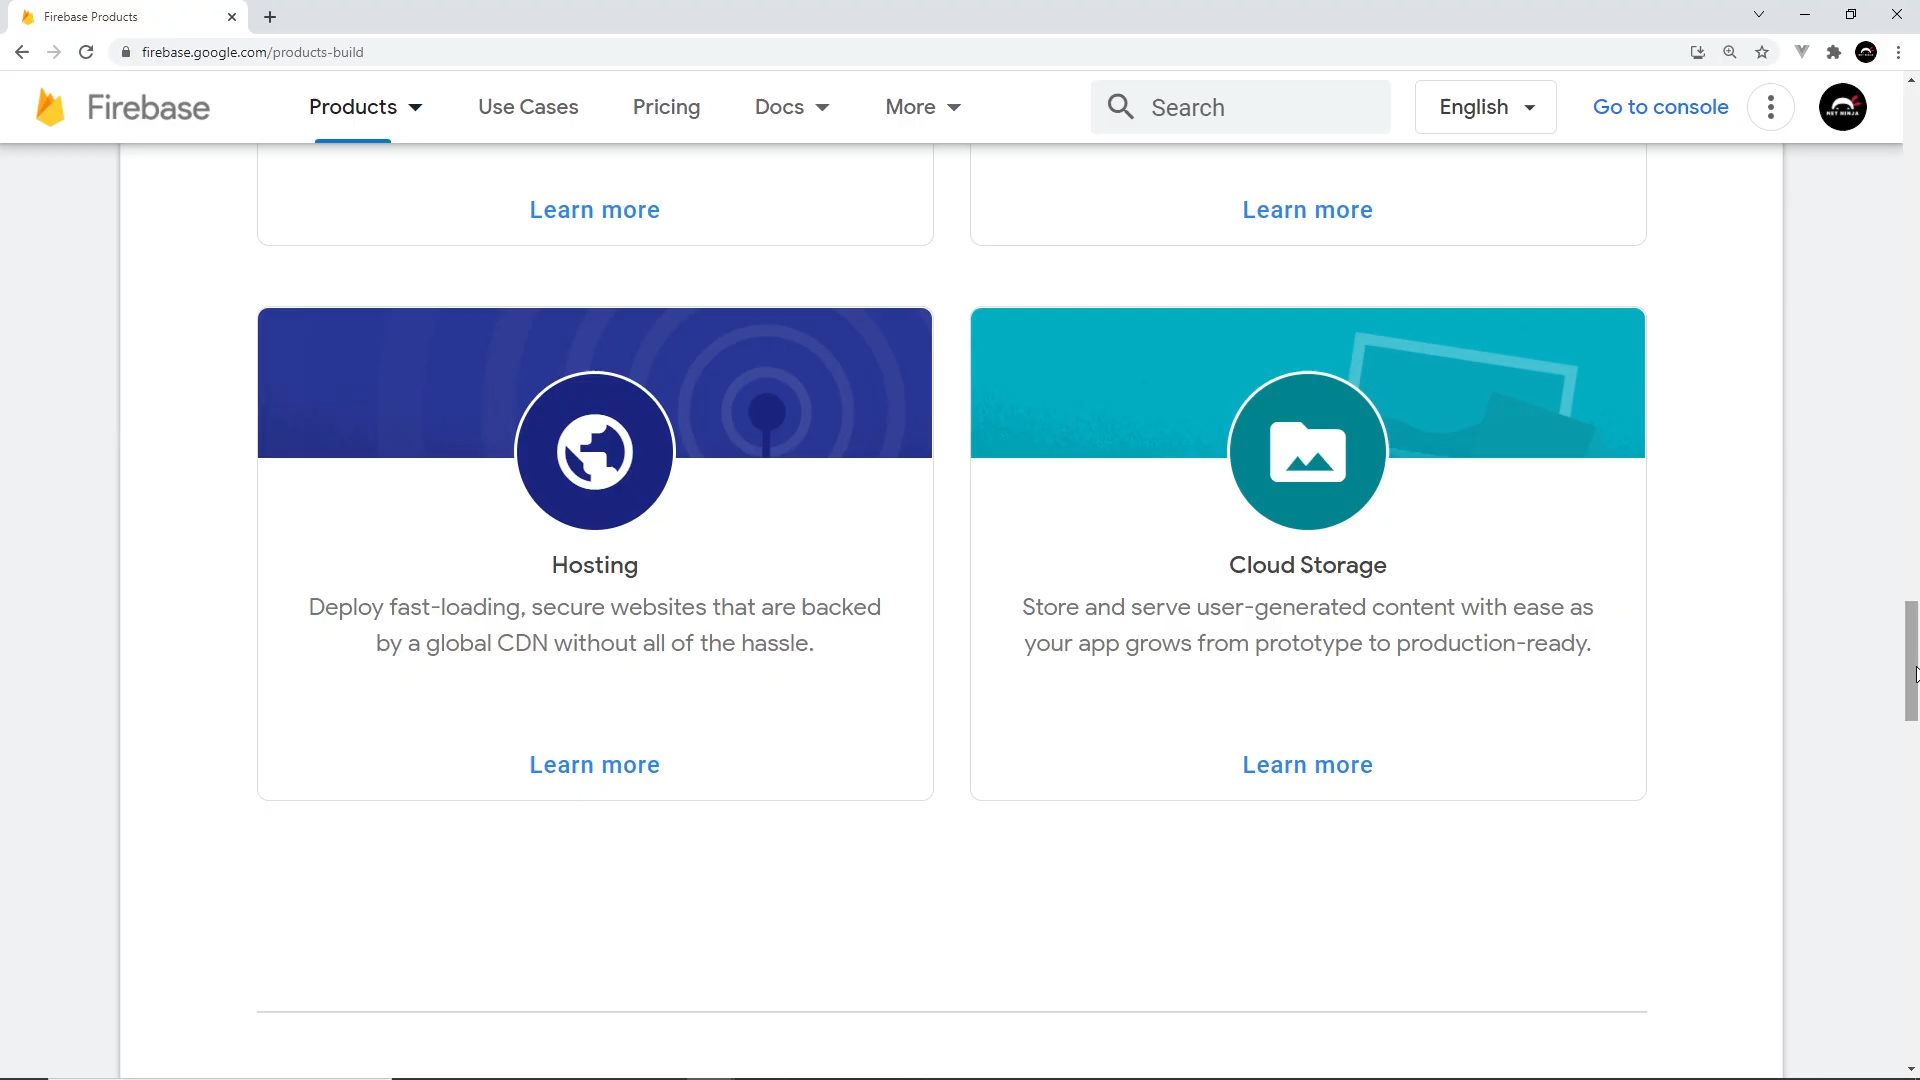 Firebase Products
firebase.google.com/products-build
Firebase
Products
Use Cases
Pricing
Docs
More
Search
English
Go to console
NET NINJA
Learn more
Learn more
Hosting
Deploy fast-loading, secure websites that are backed
by a global CDN without all of the hassle.
Learn more
Cloud Storage
Store and serve user-generated content with ease as
your app grows from prototype to production-ready.
Learn more